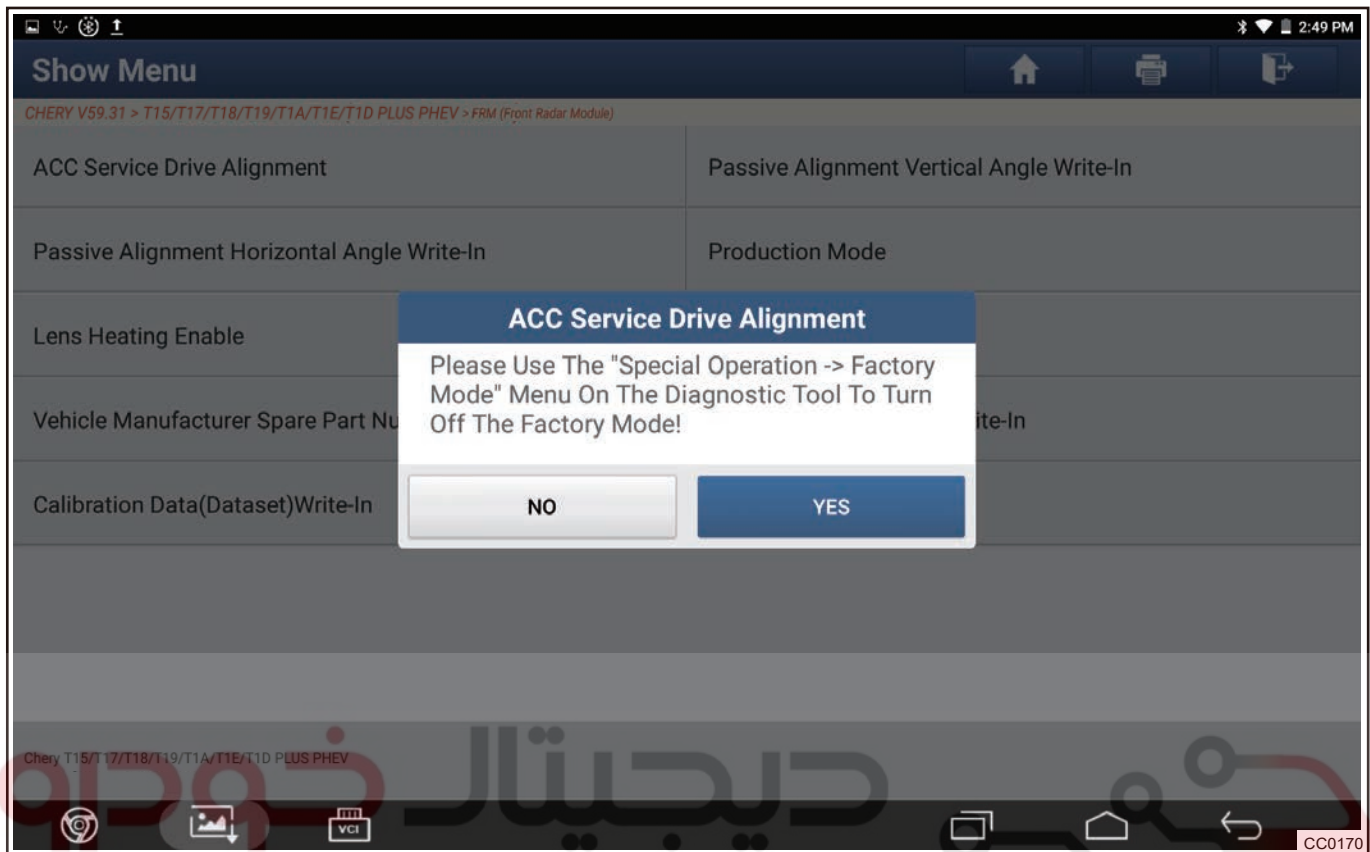 2:49 PM
Show Menu
CHERY V59.31 > T15/T17/T18/T19/T1A/T1E/T1D PLUS PHEV > FRM (Front Radar Module)
ACC Service Drive Alignment
Passive Alignment Vertical Angle Write-In
Passive Alignment Horizontal Angle Write-In
Production Mode
Lens Heating Enable
ACC Service Drive Alignment
Please Use The "Special Operation -> Factory
Mode" Menu On The Diagnostic Tool To Turn
Off The Factory Mode!
Vehicle Manufacturer Spare Part Nu
ite-In
Calibration Data(Dataset)Write-In
NO
YES
Chery T15/T17/T18/T19/T1A/T1E/T1D PLUS PHEV
دیجیتال خودرو
VCI
CC0170